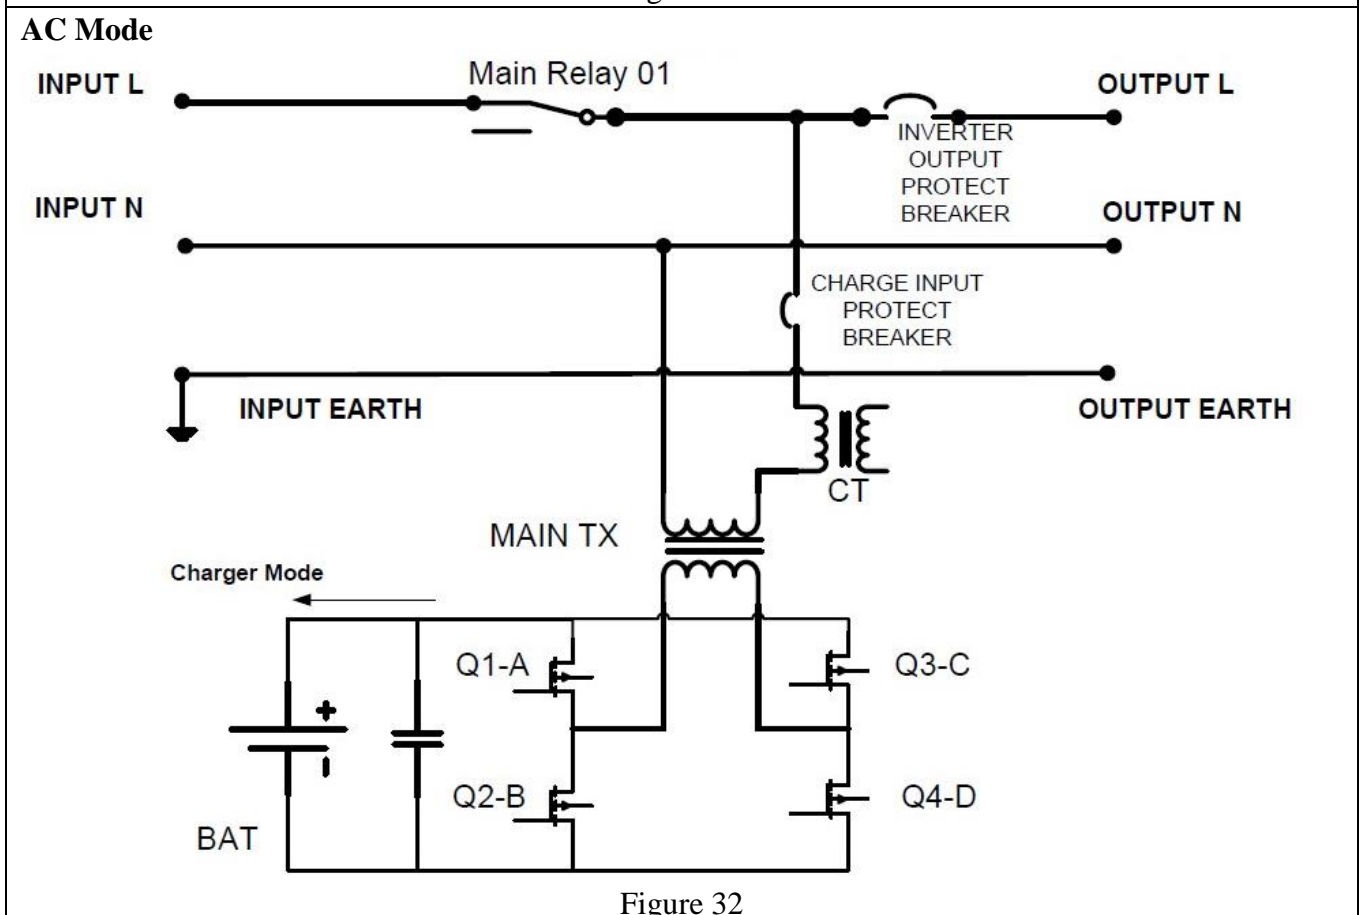 AC Mode
INPUT L
Main Relay 01
OUTPUT L
INVERTER
OUTPUT
PROTECT
BREAKER
INPUT N
OUTPUT N
CHARGE INPUT
PROTECT
BREAKER
INPUT EARTH
OUTPUT EARTH
CT
MAIN TX
Charger Mode
Q1-A
Q3-C
+
-
Q2-B
Q4-D
BAT
Figure 32